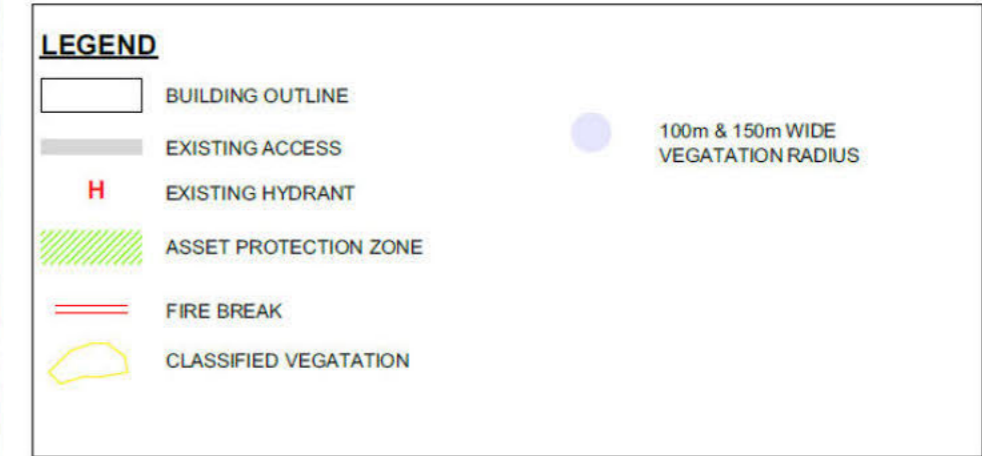 LEGEND
BUILDING OUTLINE
EXISTING ACCESS
H EXISTING HYDRANT
ASSET PROTECTION ZONE
FIRE BREAK
CLASSIFIED VEGATATION
100m & 150m WIDE
VEGATATION RADIUS